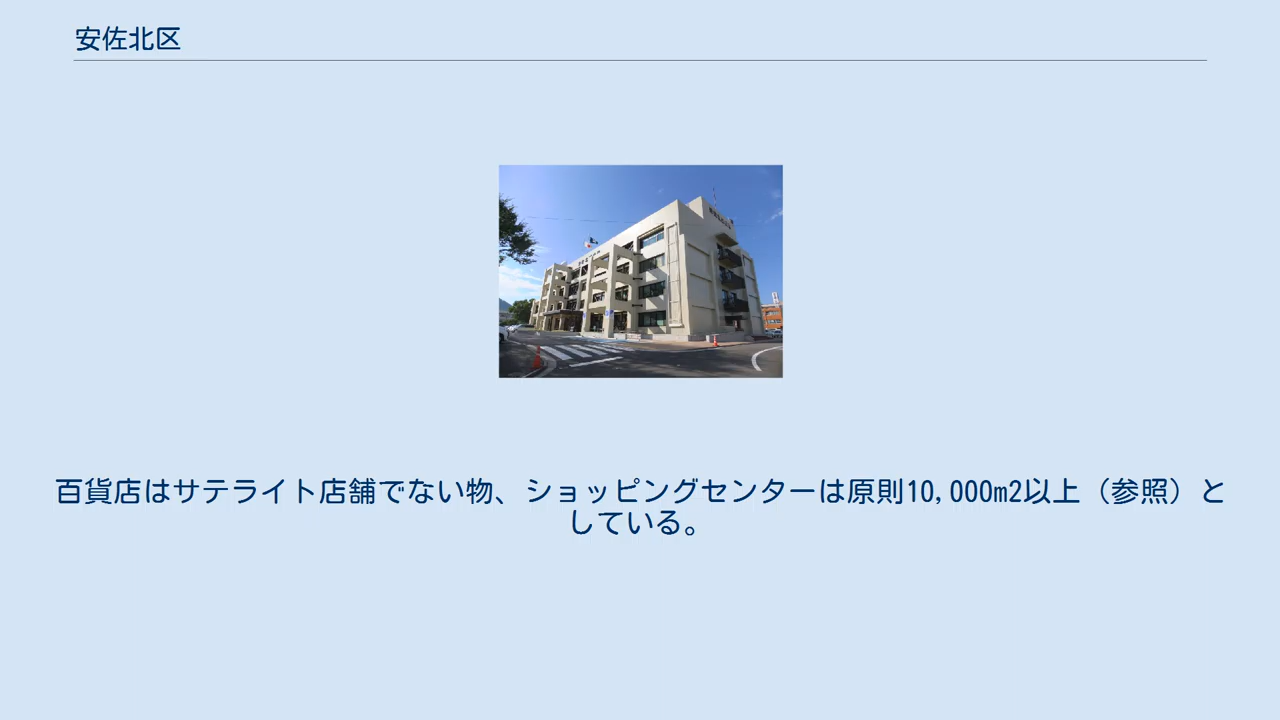 安佐北区
百貨店はサテライト店舗でない物、ショッピングセンターは原則10,000m2以上（参照）と
している。